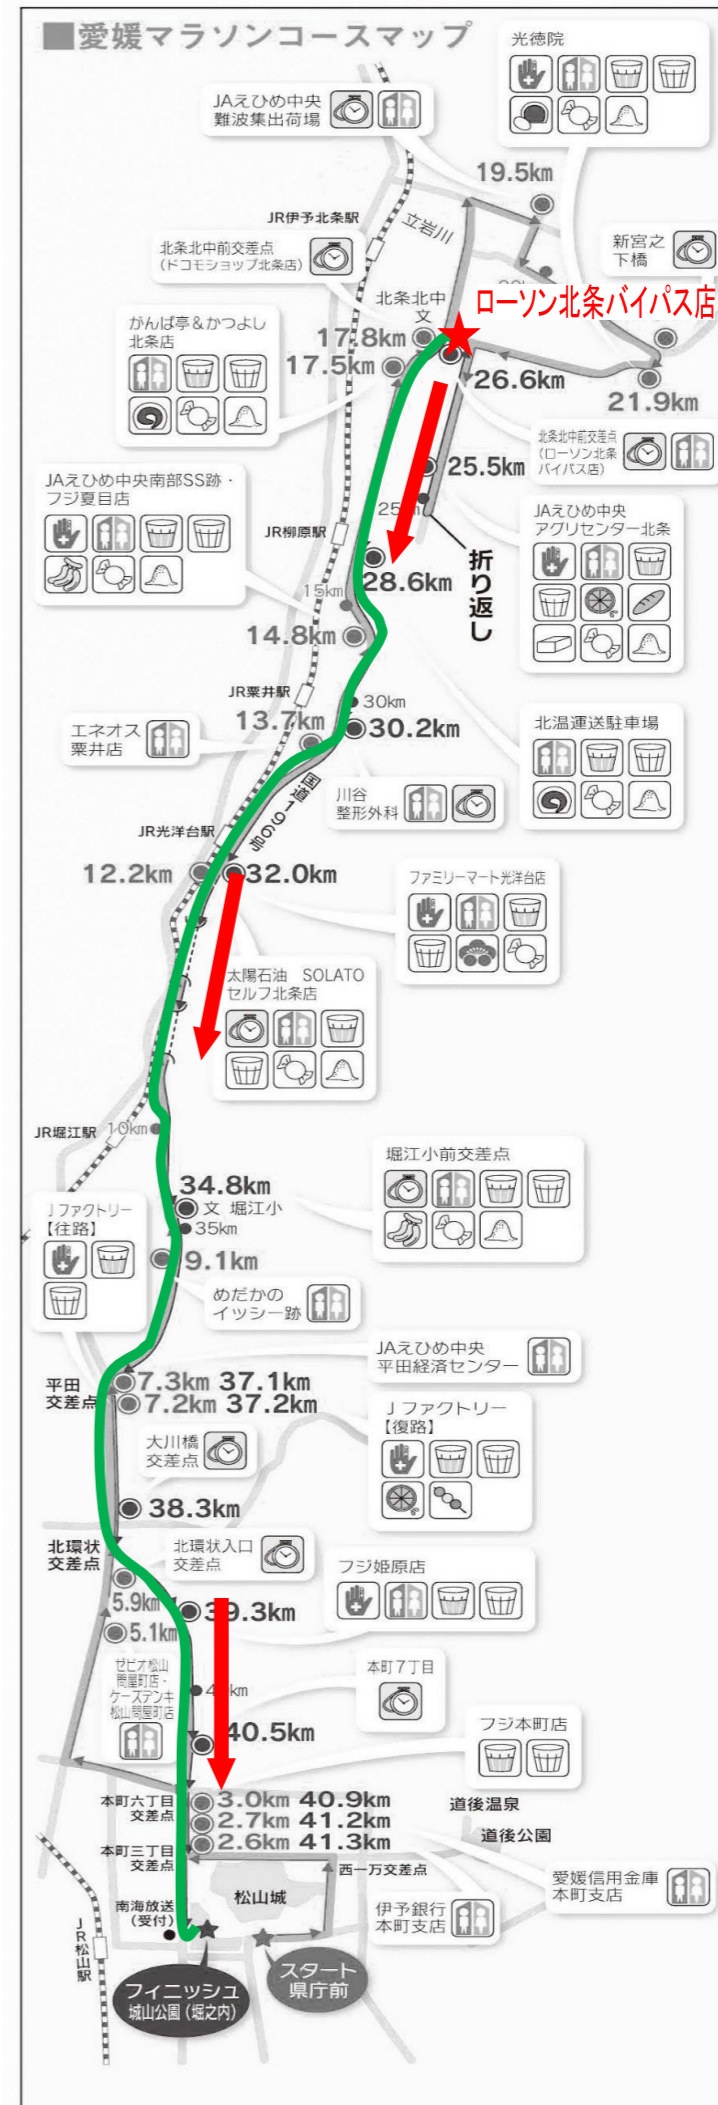 ■愛媛マラソンコースマップ
光徳院
JAえひめ中央
難波集出荷場
19.5km
JR伊予北条駅
立岩川
新宮之
下橋
北条北中前交差点
(ドコモショップ北条店)
北条北中
文
ローソン北条バイパス店
がんば亭&かつよし
北条店
17.8km
17.5km
26.6km
21.9km
北条北中前交差点
(ローソン北条
バイパス店)
25.5km
JAえひめ中央南部SS跡・
フジ夏目店
JAえひめ中央
アグリセンター北条
JR柳原駅
折り返し
28.6km
15km
14.8km
JR粟井駅
30km
13.7km
30.2km
エネオス
粟井店
北温運送駐車場
国道196号
川谷
整形外科
JR光洋台駅
12.2km
32.0km
ファミリーマート光洋台店
太陽石油 SOLATO
セルフ北条店
JR堀江駅
10km
堀江小前交差点
34.8km
文 堀江小
35km
Jファクトリー
【往路】
9.1km
めだかの
イッシー跡
JAえひめ中央
平田経済センター
平田
交差点
7.3km 37.1km
7.2km 37.2km
Jファクトリー
【復路】
大川橋
交差点
38.3km
北環状
交差点
北環状入口
交差点
フジ姫原店
5.9km
39.3km
5.1km
ゼビオ松山
問屋町店・
ケーズデンキ
松山問屋町店
本町7丁目
40.5km
フジ本町店
本町六丁目
交差点
3.0km 40.9km
2.7km 41.2km
2.6km 41.3km
道後温泉
道後公園
本町三丁目
交差点
西一万交差点
愛媛信用金庫
本町支店
松山城
伊予銀行
本町支店
南海放送
(受付)
JR松山駅
フィニッシュ
城山公園(堀之内)
スタート
県庁前